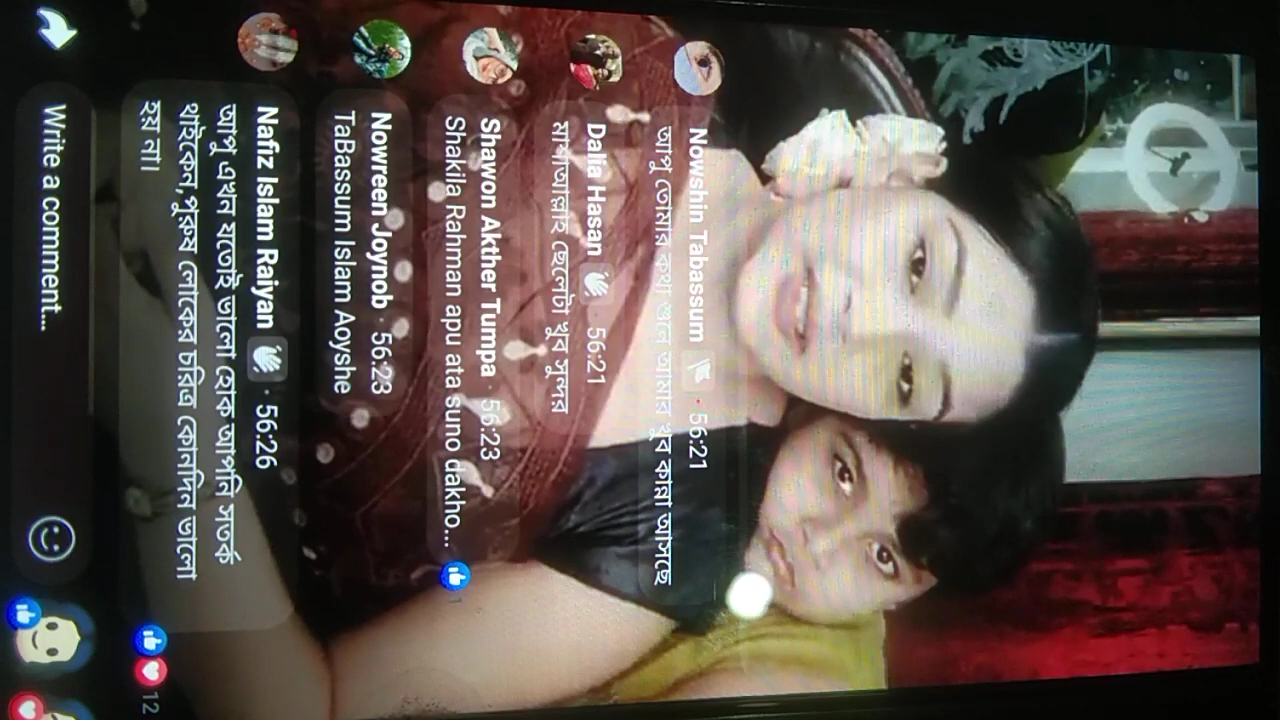 Nowshin Tabassum · 56:21
আপু তোমার কথা শুনে আমার খুব কান্না আসছে
Dalia Hasan · 56:21
মাশাআল্লাহ ছেলেটা খুব সুন্দর
Shawon Akther Tumpa · 56:23
Shakila Rahman apu ata suno dakho...
1
Nowreen Joynob · 56:23
TaBassum Islam Aoyshe
Nafiz Islam Raiyan · 56:26
আপু এখন যতোই ভালো হোক আপনি সতর্ক
থাইকেন, পুরুষ লোকের চরিত্র কোনদিন ভালো
হয় না।
12
Write a comment...